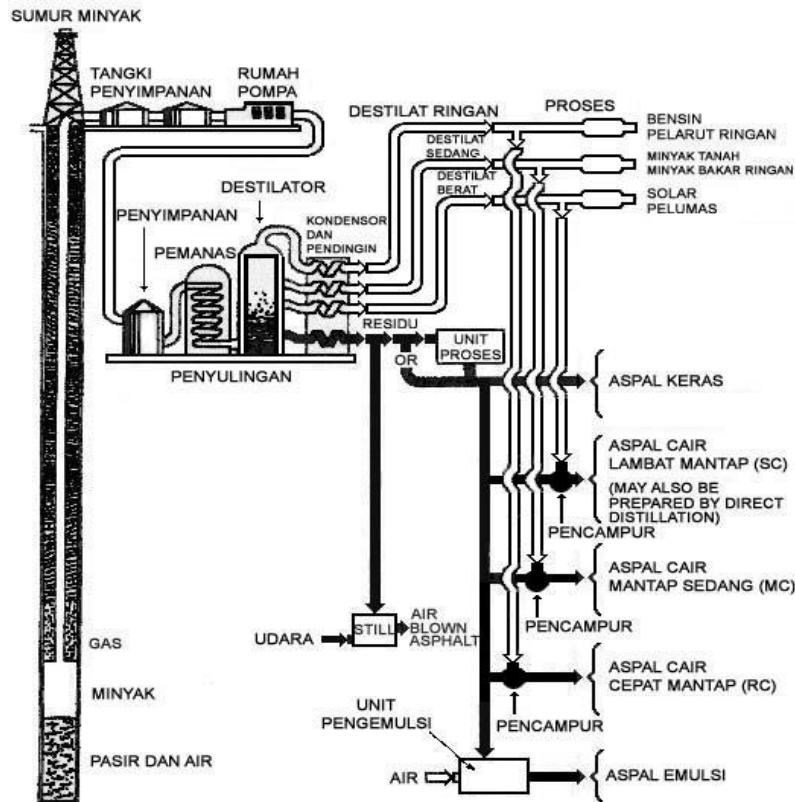 SUMUR MINYAK
TANGKI
PENYIMPANAN
RUMAH
POMPA
DESTILAT RINGAN
PROSES
BENSIN
PELARUT RINGAN
DESTILAT
SEDANG
MINYAK TANAH
MINYAK BAKAR RINGAN
DESTILAT
BERAT
SOLAR
PELUMAS
DESTILATOR
PENYIMPANAN
PEMANAS
KONDENSOR
DAN
PENDINGIN
RESIDU
OR
UNIT
PROSES
PENYULINGAN
ASPAL KERAS
ASPAL CAIR
LAMBAT MANTAP (SC)
(MAY ALSO BE
PREPARED BY DIRECT
DISTILLATION)
PENCAMPUR
ASPAL CAIR
MANTAP SEDANG (MC)
PENCAMPUR
UDARA
STILL
AIR
BLOWN
ASPHALT
GAS
MINYAK
PASIR DAN AIR
ASPAL CAIR
CEPAT MANTAP (RC)
PENCAMPUR
UNIT
PENGEMULSI
AIR
ASPAL EMULSI